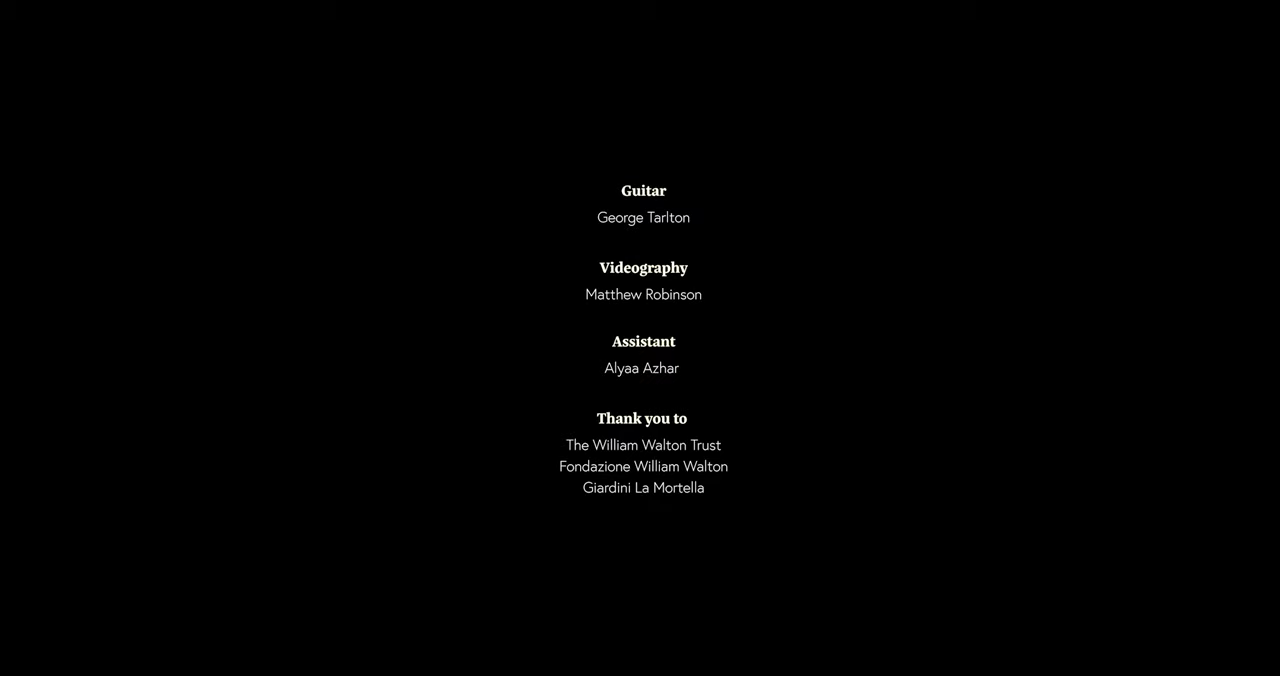 Guitar
George Tarlton
Videography
Matthew Robinson
Assistant
Alyaa Azhar
Thank you to
The William Walton Trust
Fondazione William Walton
Giardini La Mortella